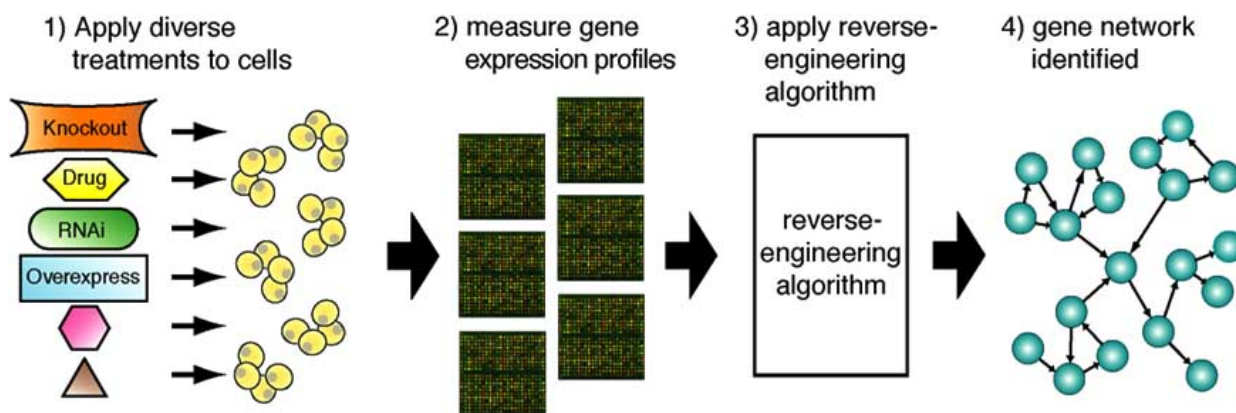 1) Apply diverse
treatments to cells
2) measure gene
expression profiles
3) apply reverse-
engineering
algorithm
4) gene network
identified
Knockout
Drug
RNAi
Overexpress
reverse-
engineering
algorithm